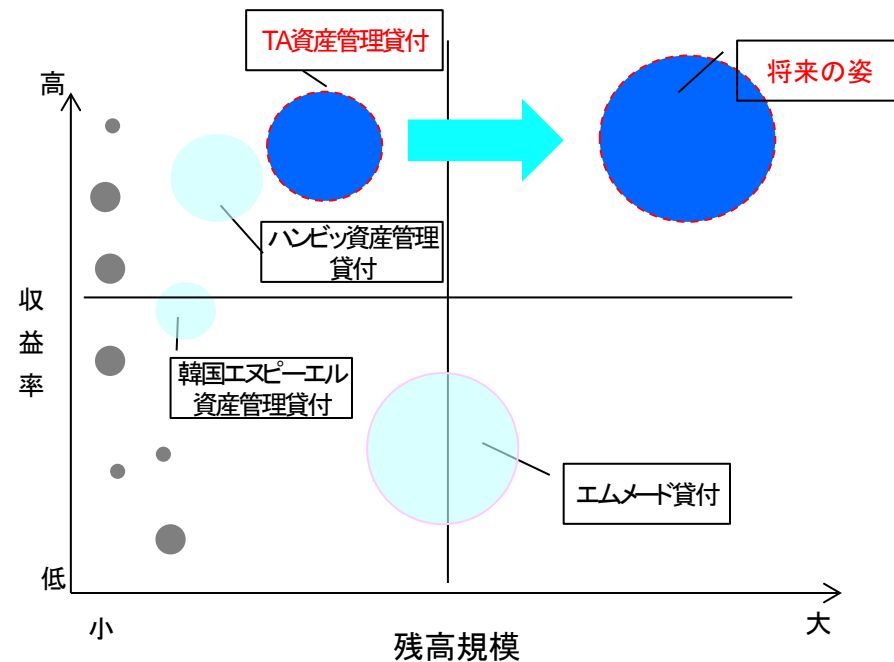 TA資産管理貸付
将来の姿
高
ハンビッ資産管理
貸付
収
益
率
韓国エヌピーエル
資産管理貸付
エムメード貸付
低
小
大
残高規模